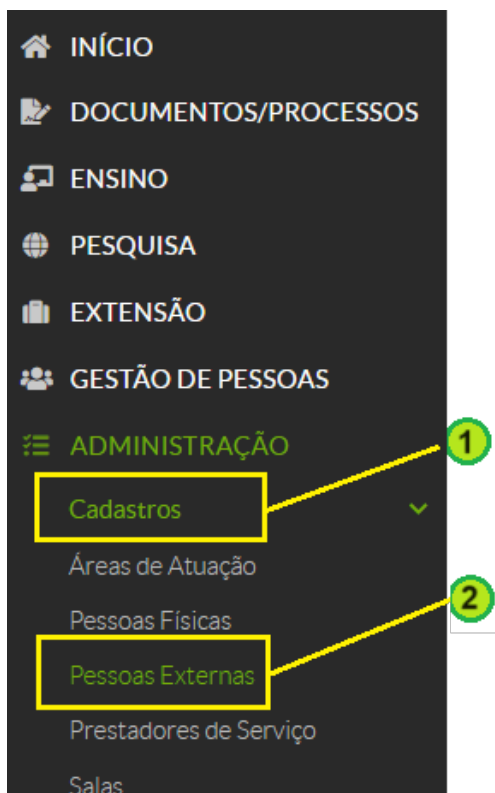 INÍCIO
DOCUMENTOS/PROCESSOS
ENSINO
PESQUISA
EXTENSÃO
GESTÃO DE PESSOAS
ADMINISTRAÇÃO
1
Cadastros
Áreas de Atuação
2
Pessoas Físicas
Pessoas Externas
Prestadores de Serviço
Salas